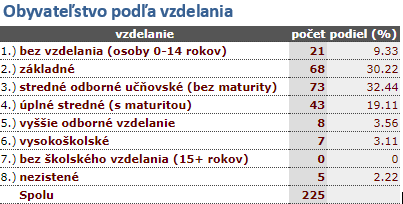 Obyvateľstvo podľa vzdelania
vzdelanie počet podiel (%)
1.) bez vzdelania (osoby 0-14 rokov) 21 9.33
2.) základné 68 30.22
3.) stredné odborné učňovské (bez maturity) 73 32.44
4.) úplné stredné (s maturitou) 43 19.11
5.) vyššie odborné vzdelanie 8 3.56
6.) vysokoškolské 7 3.11
7.) bez školského vzdelania (15+ rokov) 0 0
8.) nezistené 5 2.22
Spolu 225